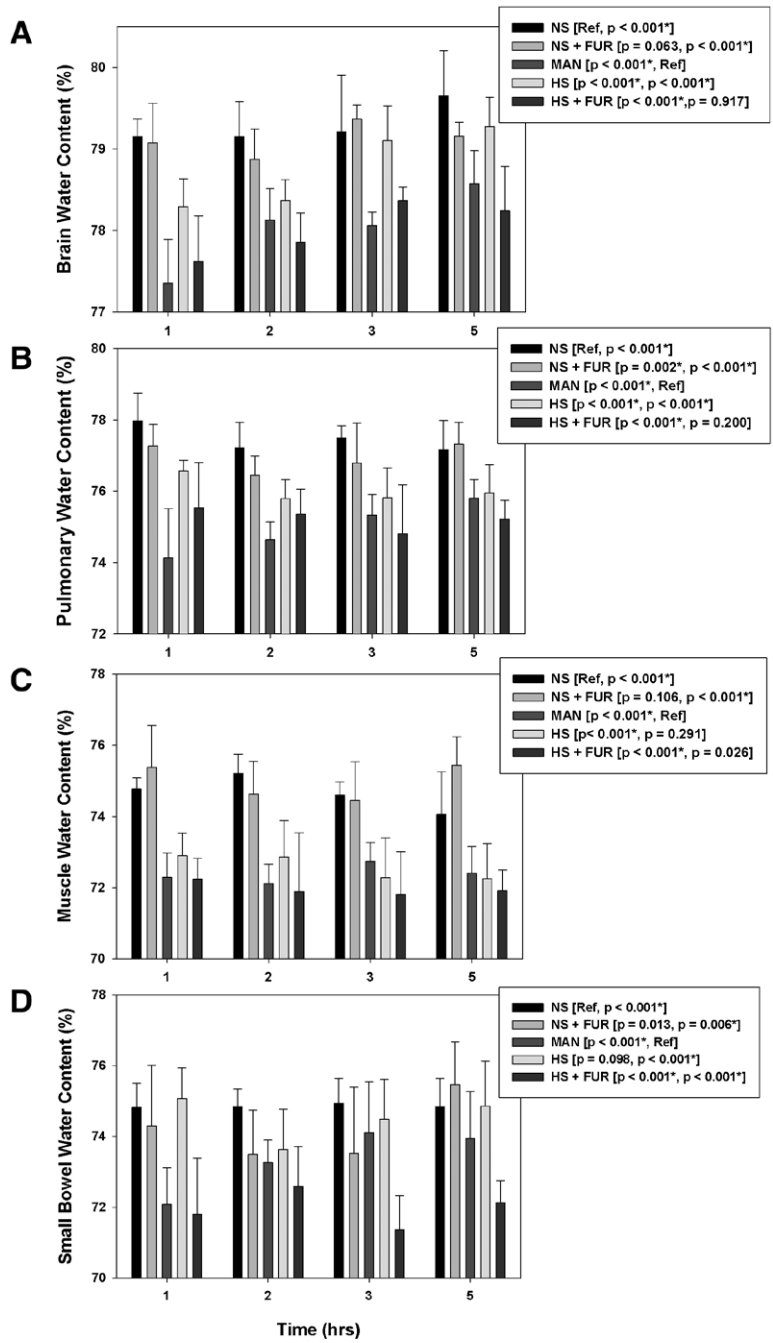 A
NS [Ref, p < 0.001*]
NS + FUR [p = 0.063, p < 0.001*]
MAN [p < 0.001*, Ref]
HS [p < 0.001*, p < 0.001*]
HS + FUR [p < 0.001*,p = 0.917]
Brain Water Content (%)
80
79
78
77
1 2 3 5
B
NS [Ref, p < 0.001*]
NS + FUR [p = 0.002*, p < 0.001*]
MAN [p < 0.001*, Ref]
HS [p < 0.001*, p < 0.001*]
HS + FUR [p < 0.001*, p = 0.200]
Pulmonary Water Content (%)
80
78
76
74
72
1 2 3 5
C
NS [Ref, p < 0.001*]
NS + FUR [p = 0.106, p < 0.001*]
MAN [p < 0.001*, Ref]
HS [p< 0.001*, p = 0.291]
HS + FUR [p < 0.001*, p = 0.026]
Muscle Water Content (%)
78
76
74
72
70
1 2 3 5
D
NS [Ref, p < 0.001*]
NS + FUR [p = 0.013, p = 0.006*]
MAN [p < 0.001*, Ref]
HS [p = 0.098, p < 0.001*]
HS + FUR [p < 0.001*, p < 0.001*]
Small Bowel Water Content (%)
78
76
74
72
70
1 2 3 5
Time (hrs)